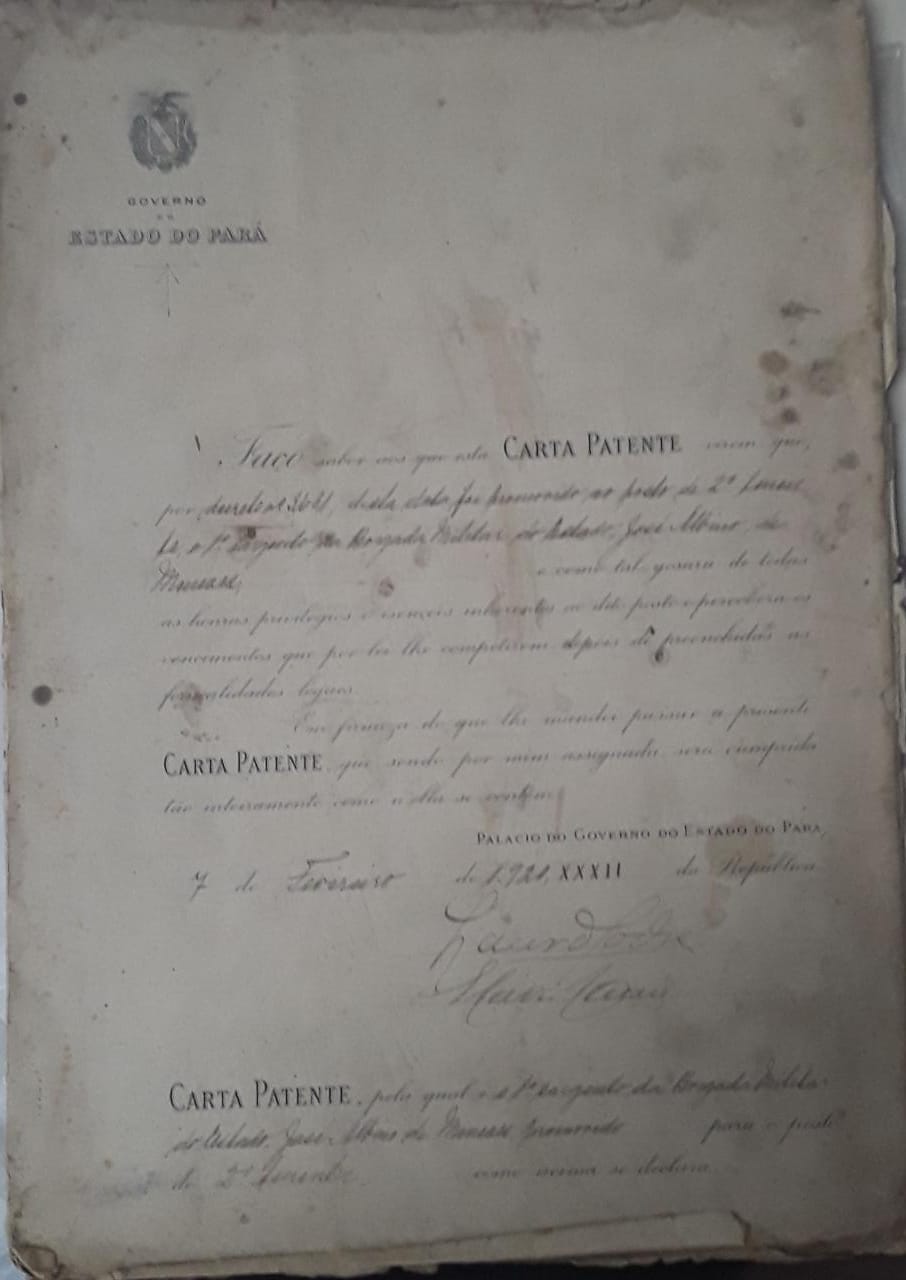 GOVERNO
DO
ESTADO DO PARÁ
Faço saber aos que esta CARTA PATENTE virem que,
por decreto nº desta data foi promovido ao posto de 2º Tenen
te, o 1º sargento da Brigada Militar do Estado, José Albino de
Menezes,
e como tal gosará de todas
as honras privilegios e isenções inherentes ao dito posto e perceberá os
vencimentos que por lei lhe competirem depois de preenchidas as
formalidades legaes.
Em firmeza do que lhe mandei passar a presente
CARTA PATENTE, que sendo por mim assignada será cumprida
tão inteiramente como n'ella se contém.
PALACIO DO GOVERNO DO ESTADO DO PARÁ,
7 de Fevereiro de 1.920, XXXII da Republica
CARTA PATENTE, pela qual é o 1º sargento da Brigada Militar
do Estado, José Albino de Menezes promovido para o posto
de 2º Tenente como acima se declara.